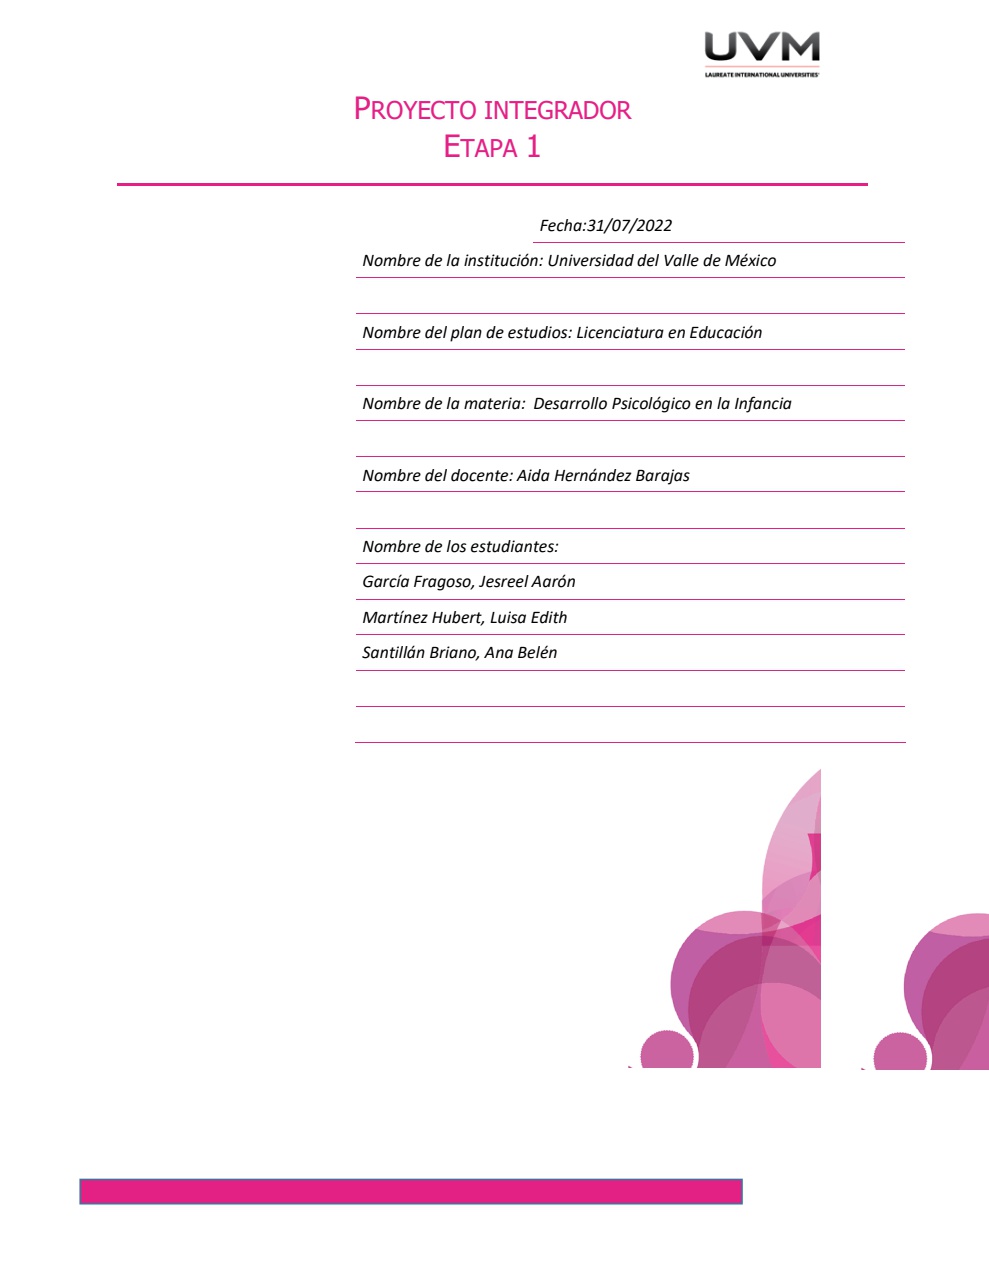 UVM
LAUREATE INTERNATIONAL UNIVERSITIES®
PROYECTO INTEGRADOR
ETAPA 1
Fecha:31/07/2022
Nombre de la institución: Universidad del Valle de México
Nombre del plan de estudios: Licenciatura en Educación
Nombre de la materia:  Desarrollo Psicológico en la Infancia
Nombre del docente: Aida Hernández Barajas
Nombre de los estudiantes:
García Fragoso, Jesreel Aarón
Martínez Hubert, Luisa Edith
Santillán Briano, Ana Belén